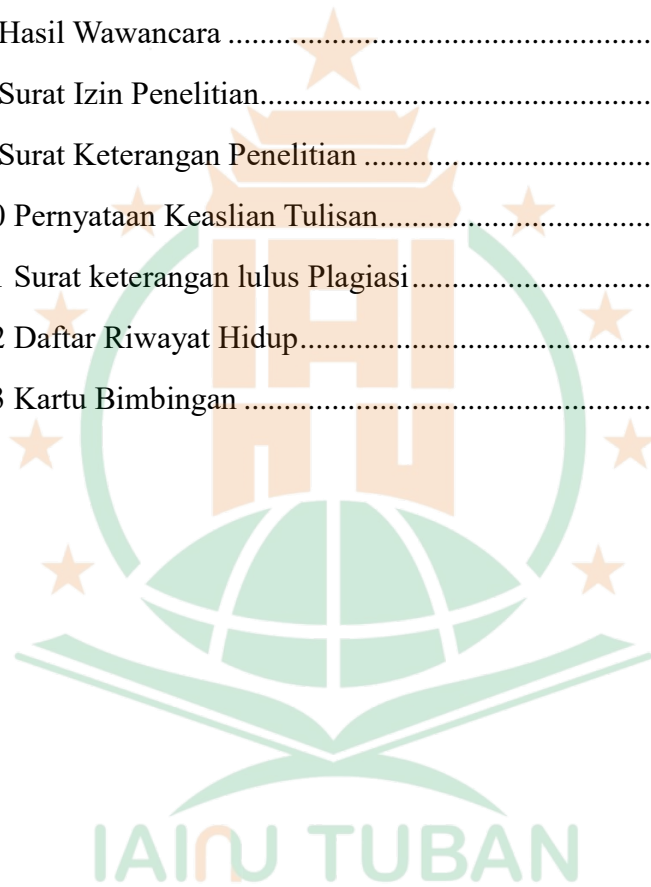 Hasil Wawancara ..........................................................
Surat Izin Penelitian.....................................................
Surat Keterangan Penelitian ........................................
0 Pernyataan Keaslian Tulisan.....................................
1 Surat keterangan lulus Plagiasi.................................
2 Daftar Riwayat Hidup...............................................
3 Kartu Bimbingan ......................................................
IAINU TUBAN